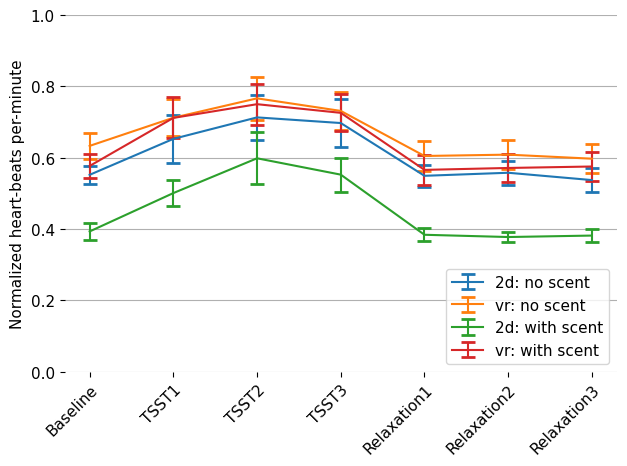 Normalized heart-beats per-minute
1.0
0.8
0.6
0.4
0.2
0.0
Baseline
TSST1
TSST2
TSST3
Relaxation1
Relaxation2
Relaxation3
2d: no scent
vr: no scent
2d: with scent
vr: with scent